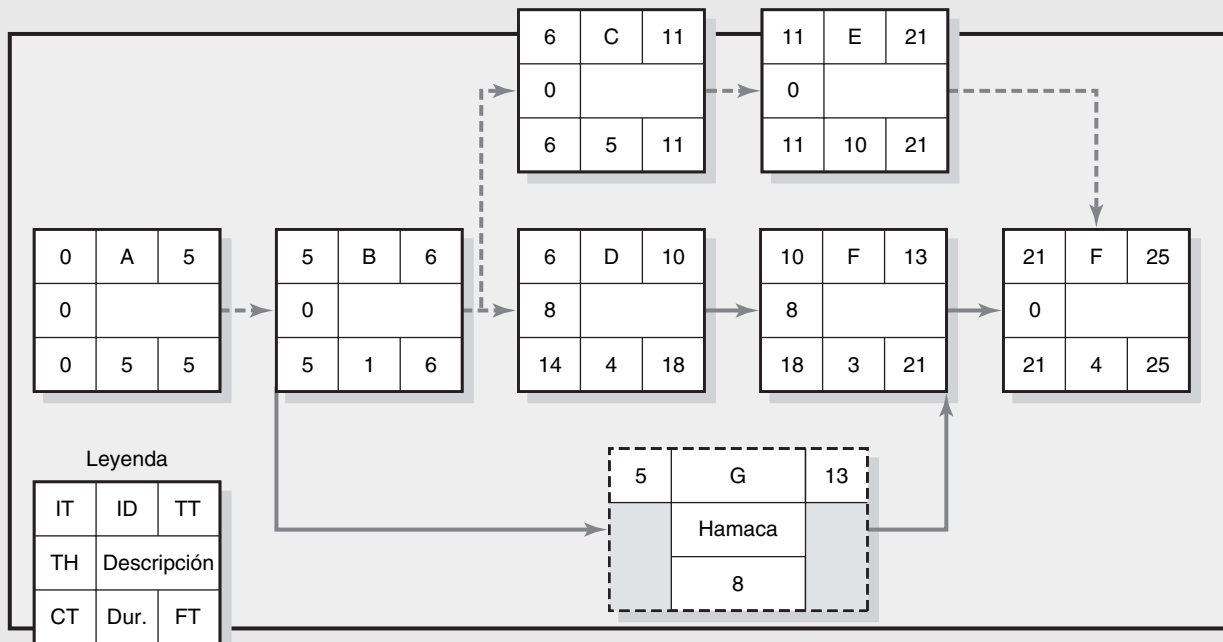 6 C 11
0
6 5 11
11 E 21
0
11 10 21
0 A 5
0
0 5 5
5 B 6
0
5 1 6
6 D 10
8
14 4 18
10 F 13
8
18 3 21
21 F 25
0
21 4 25
5 G 13
Hamaca
8
Leyenda
IT ID TT
TH Descripción
CT Dur. FT